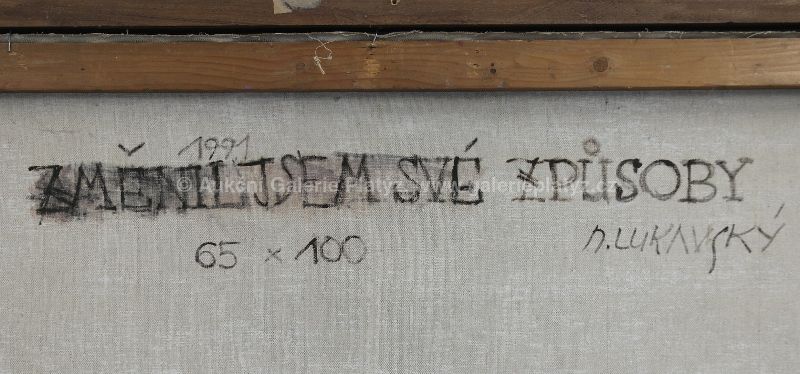 1991
ZMĚNIL JSEM SVÉ ZPŮSOBY
© Aukční Galerie Platýz, www.galerieplatyz.cz
65 × 100
D. LUKAVSKÝ